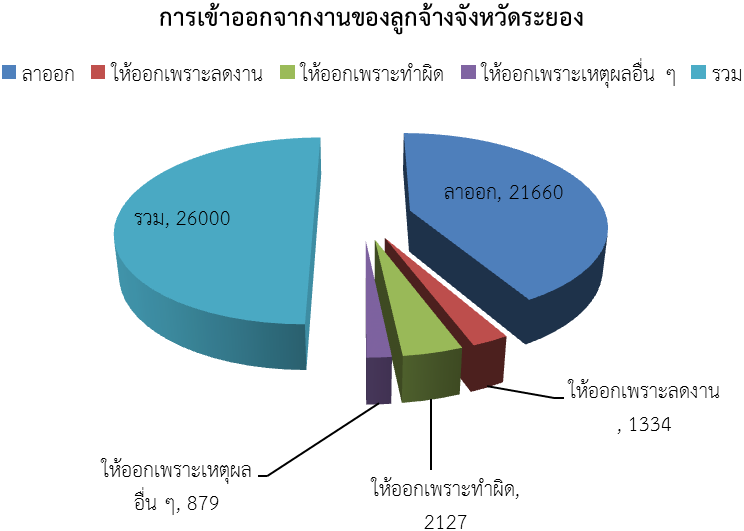 การเข้าออกจากงานของลูกจ้างจังหวัดระยอง
ลาออก ให้ออกเพราะลดงาน ให้ออกเพราะทำผิด ให้ออกเพราะเหตุผลอื่น ๆ รวม
ลาออก, 21660
รวม, 26000
ให้ออกเพราะลดงาน
, 1334
ให้ออกเพราะเหตุผล
อื่น ๆ, 879
ให้ออกเพราะทำผิด,
2127